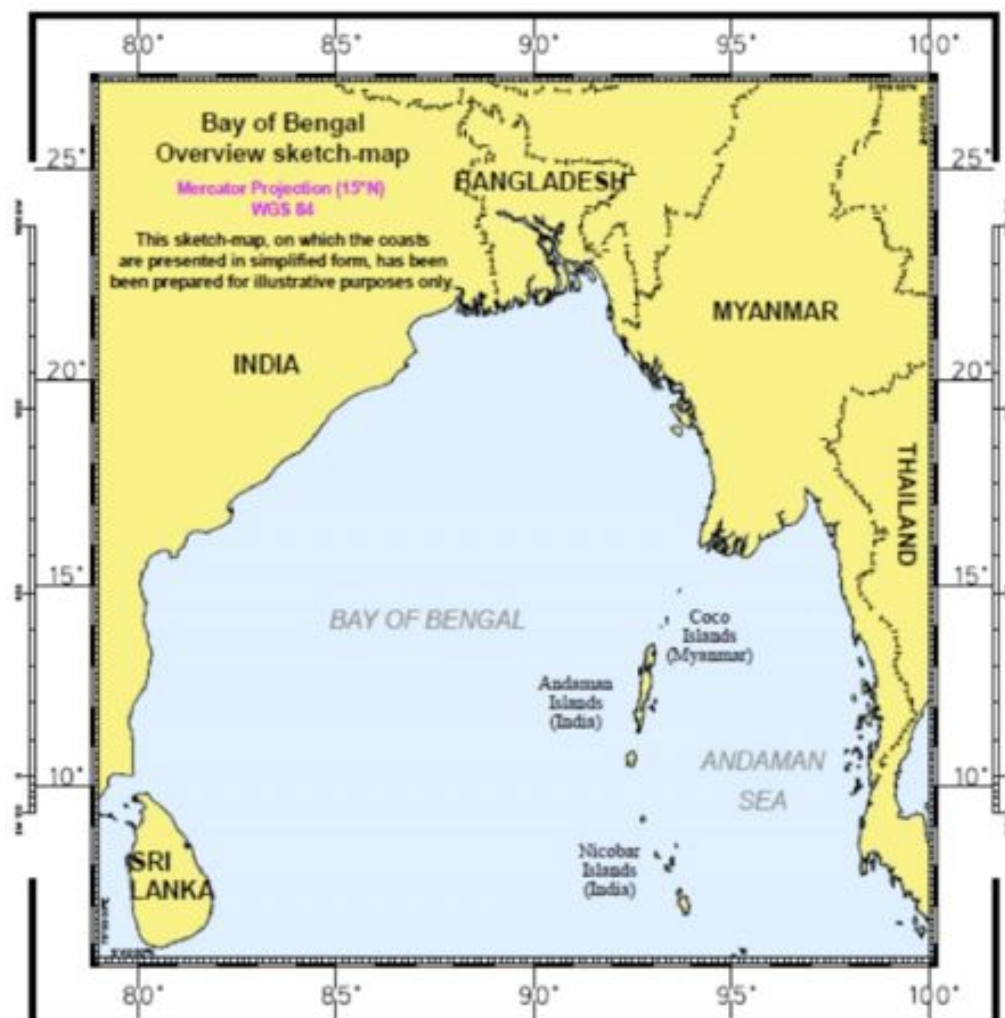 80° 85° 90° 95° 100°
Bay of Bengal
Overview sketch-map
25° 25°
Mercator Projection (15°N)
WGS 84
BANGLADESH
This sketch-map, on which the coasts
are presented in simplified form, has been
been prepared for illustrative purposes only
MYANMAR
INDIA
20° 20°
THAILAND
15° 15°
BAY OF BENGAL
Coco
Islands
(Myanmar)
Andaman
Islands
(India)
ANDAMAN
SEA
10° 10°
Nicobar
Islands
(India)
SRI
LANKA
80° 85° 90° 95° 100°